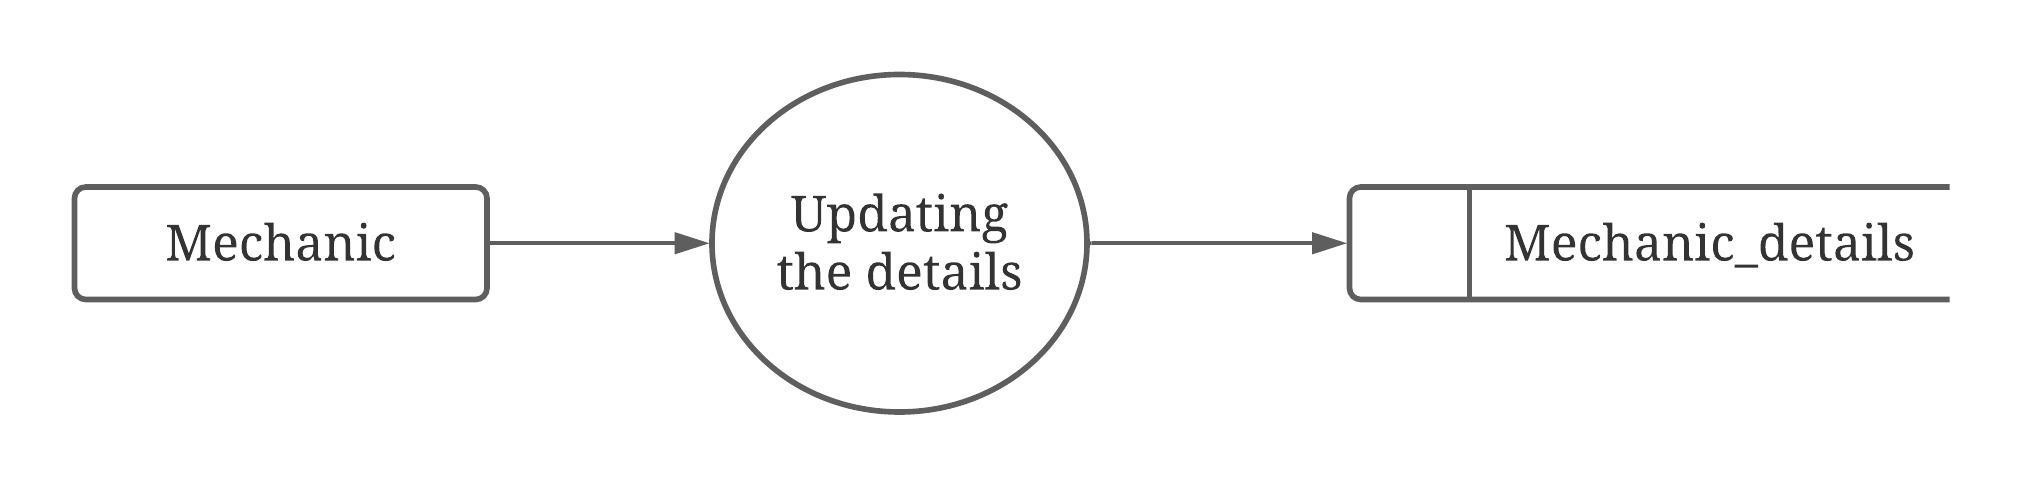 Mechanic
Updating
the details
Mechanic_details